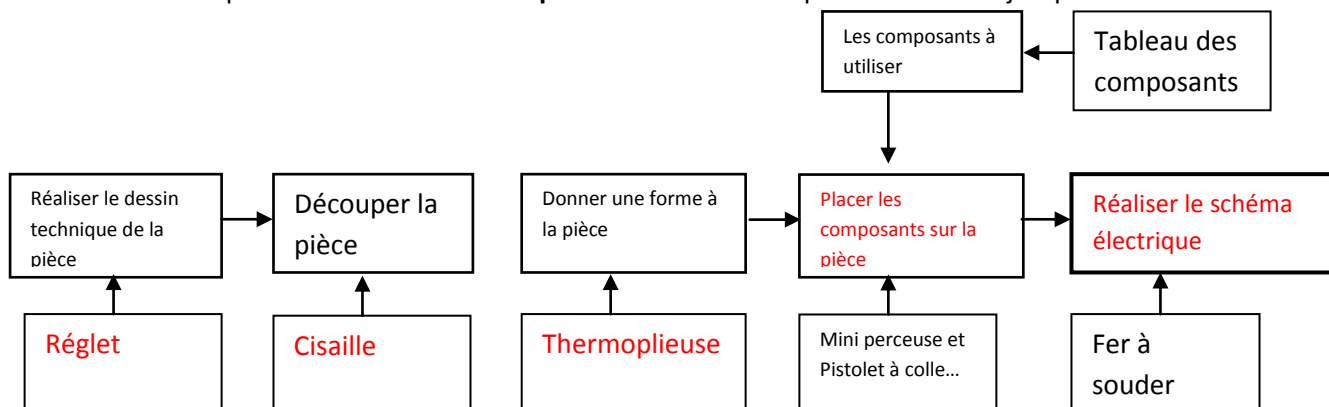 Les composants à
utiliser
Tableau des
composants
Réaliser le dessin
technique de la
pièce
Découper la
pièce
Donner une forme à
la pièce
Placer les
composants sur la
pièce
Réaliser le schéma
électrique
Réglet
Cisaille
Thermoplieuse
Mini perceuse et
Pistolet à colle...
Fer à
souder